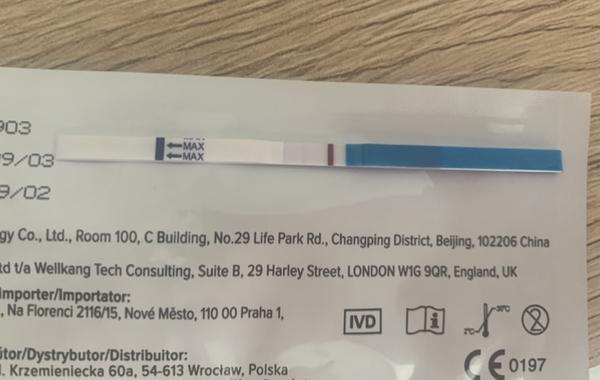 903
9/03
9/02
MAX
MAX
gy Co., Ltd., Room 100, C Building, No.29 Life Park Rd., Changping District, Beijing, 102206 China
td t/a Wellkang Tech Consulting, Suite B, 29 Harley Street, LONDON W1G 9QR, England, UK
Importer/Importator:
, Na Florenci 2116/15, Nové Město, 110 00 Praha 1,
IVD
i
2
0197
utor/Dystrybutor/Distribuitor:
l. Krzemieniecka 60a, 54-613 Wrocław, Polska